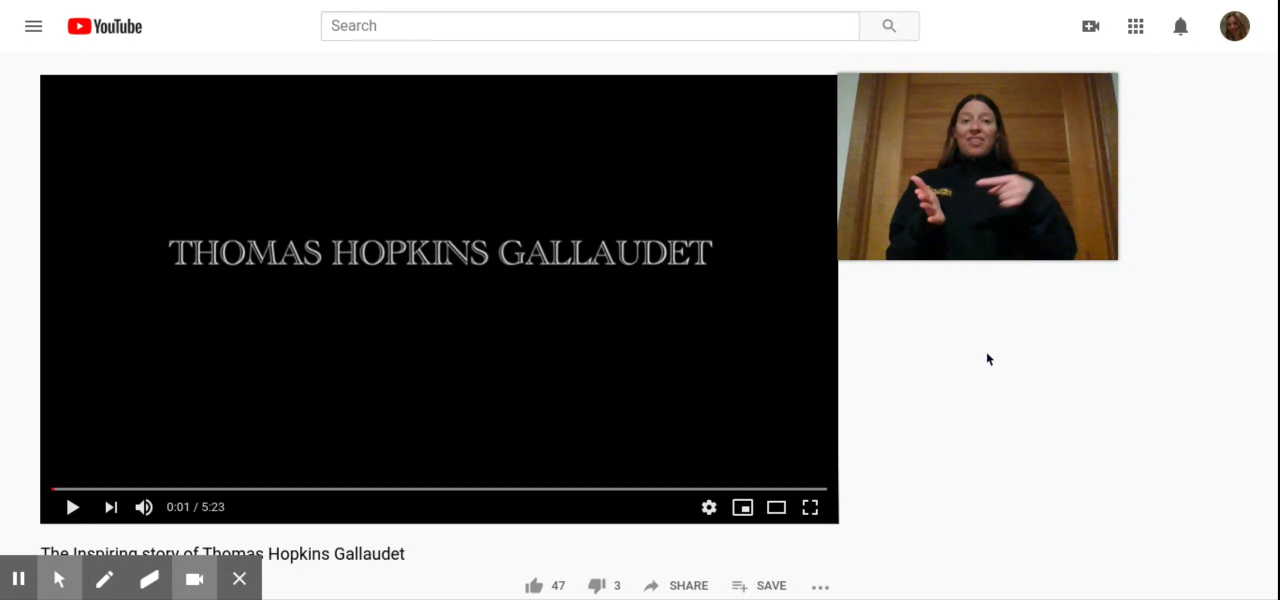 YouTube
Search
THOMAS HOPKINS GALLAUDET
0:01 / 5:23
The Inspiring story of Thomas Hopkins Gallaudet
47
3
SHARE
SAVE